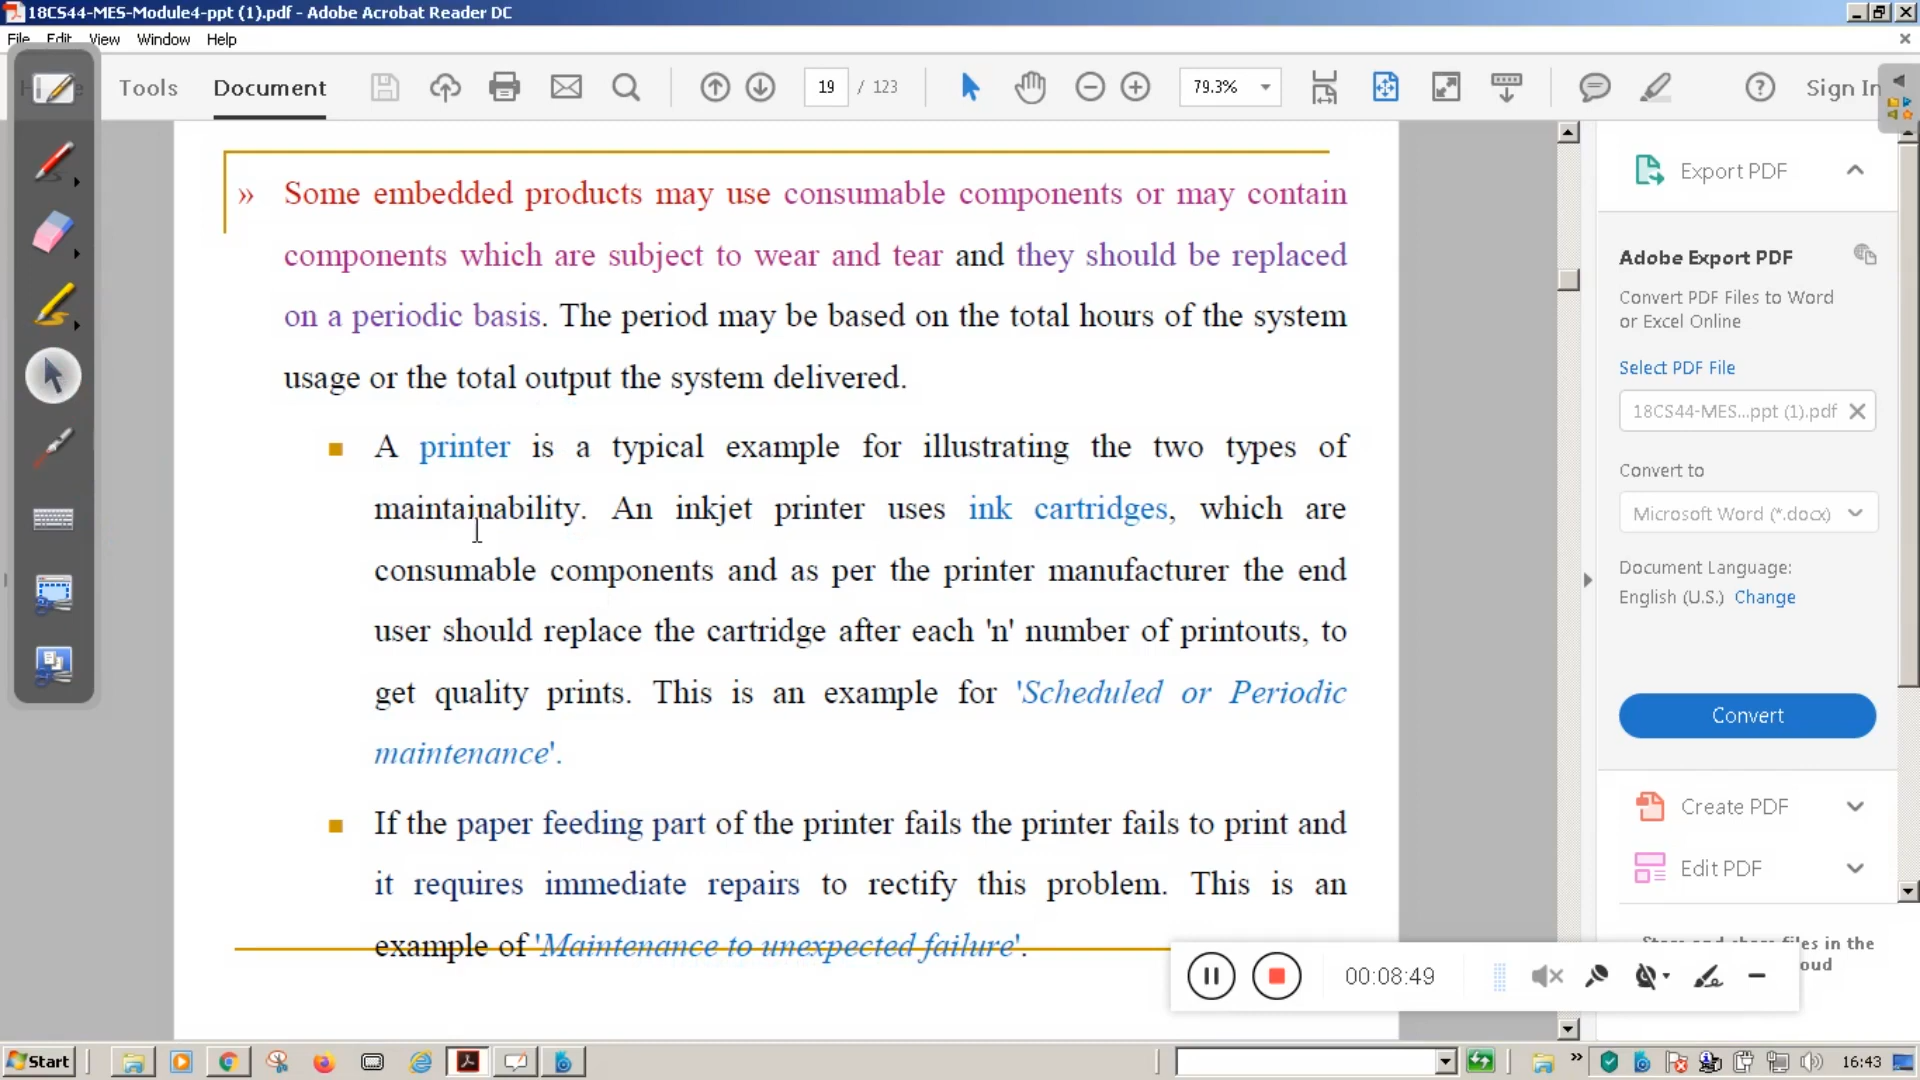 18CS44-MES-Module4-ppt (1).pdf - Adobe Acrobat Reader DC
File Edit View Window Help
Tools Document 19 / 123 79.3% Sign In
» Some embedded products may use consumable components or may contain
components which are subject to wear and tear and they should be replaced
on a periodic basis. The period may be based on the total hours of the system
usage or the total output the system delivered.
A printer is a typical example for illustrating the two types of
maintainability. An inkjet printer uses ink cartridges, which are
consumable components and as per the printer manufacturer the end
user should replace the cartridge after each 'n' number of printouts, to
get quality prints. This is an example for 'Scheduled or Periodic
maintenance'.
If the paper feeding part of the printer fails the printer fails to print and
it requires immediate repairs to rectify this problem. This is an
example of 'Maintenance to unexpected failure'.
Export PDF
Adobe Export PDF
Convert PDF Files to Word
or Excel Online
Select PDF File
18CS44-MES...ppt (1).pdf
Convert to
Microsoft Word (*.docx)
Document Language:
English (U.S.) Change
Convert
Create PDF
Edit PDF
files in the
oud
00:08:49
Start
16:43